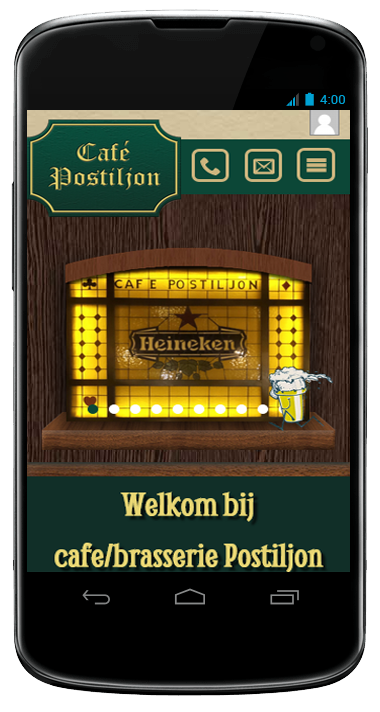 4:00
Café
Postiljon
CAFE POSTILJON
Heineken
Welkom bij
cafe/brasserie Postiljon